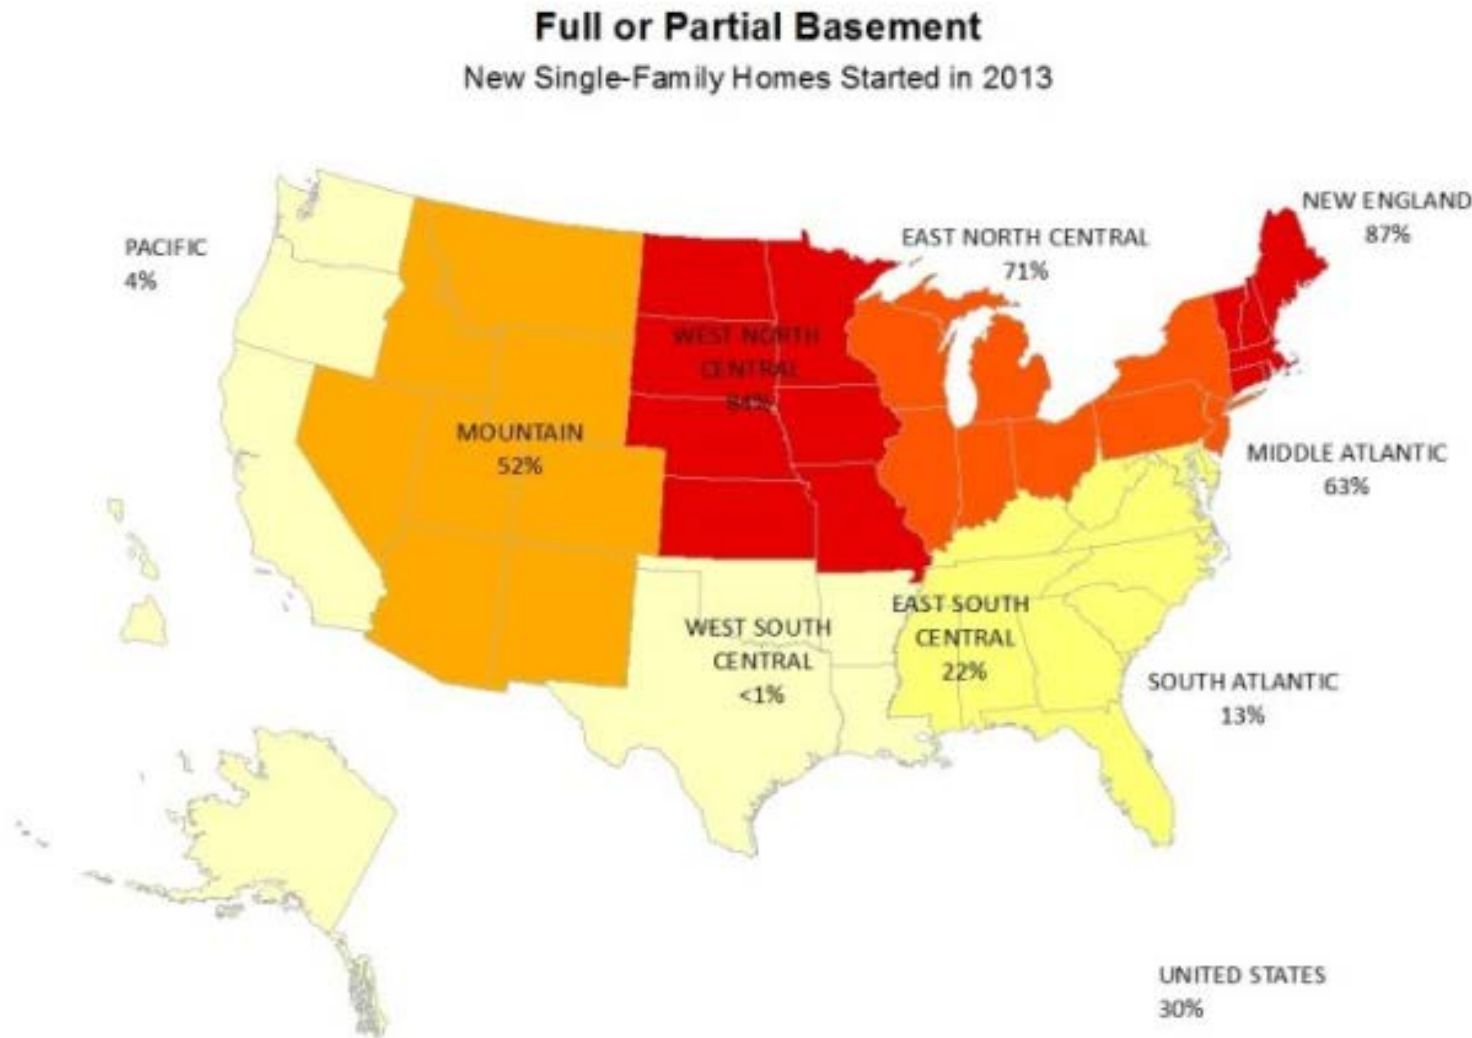 Full or Partial Basement
New Single-Family Homes Started in 2013
NEW ENGLAND
87%
EAST NORTH CENTRAL
71%
PACIFIC
4%
WEST NORTH
CENTRAL
84%
MOUNTAIN
52%
MIDDLE ATLANTIC
63%
EAST SOUTH
CENTRAL
22%
WEST SOUTH
CENTRAL
<1%
SOUTH ATLANTIC
13%
UNITED STATES
30%